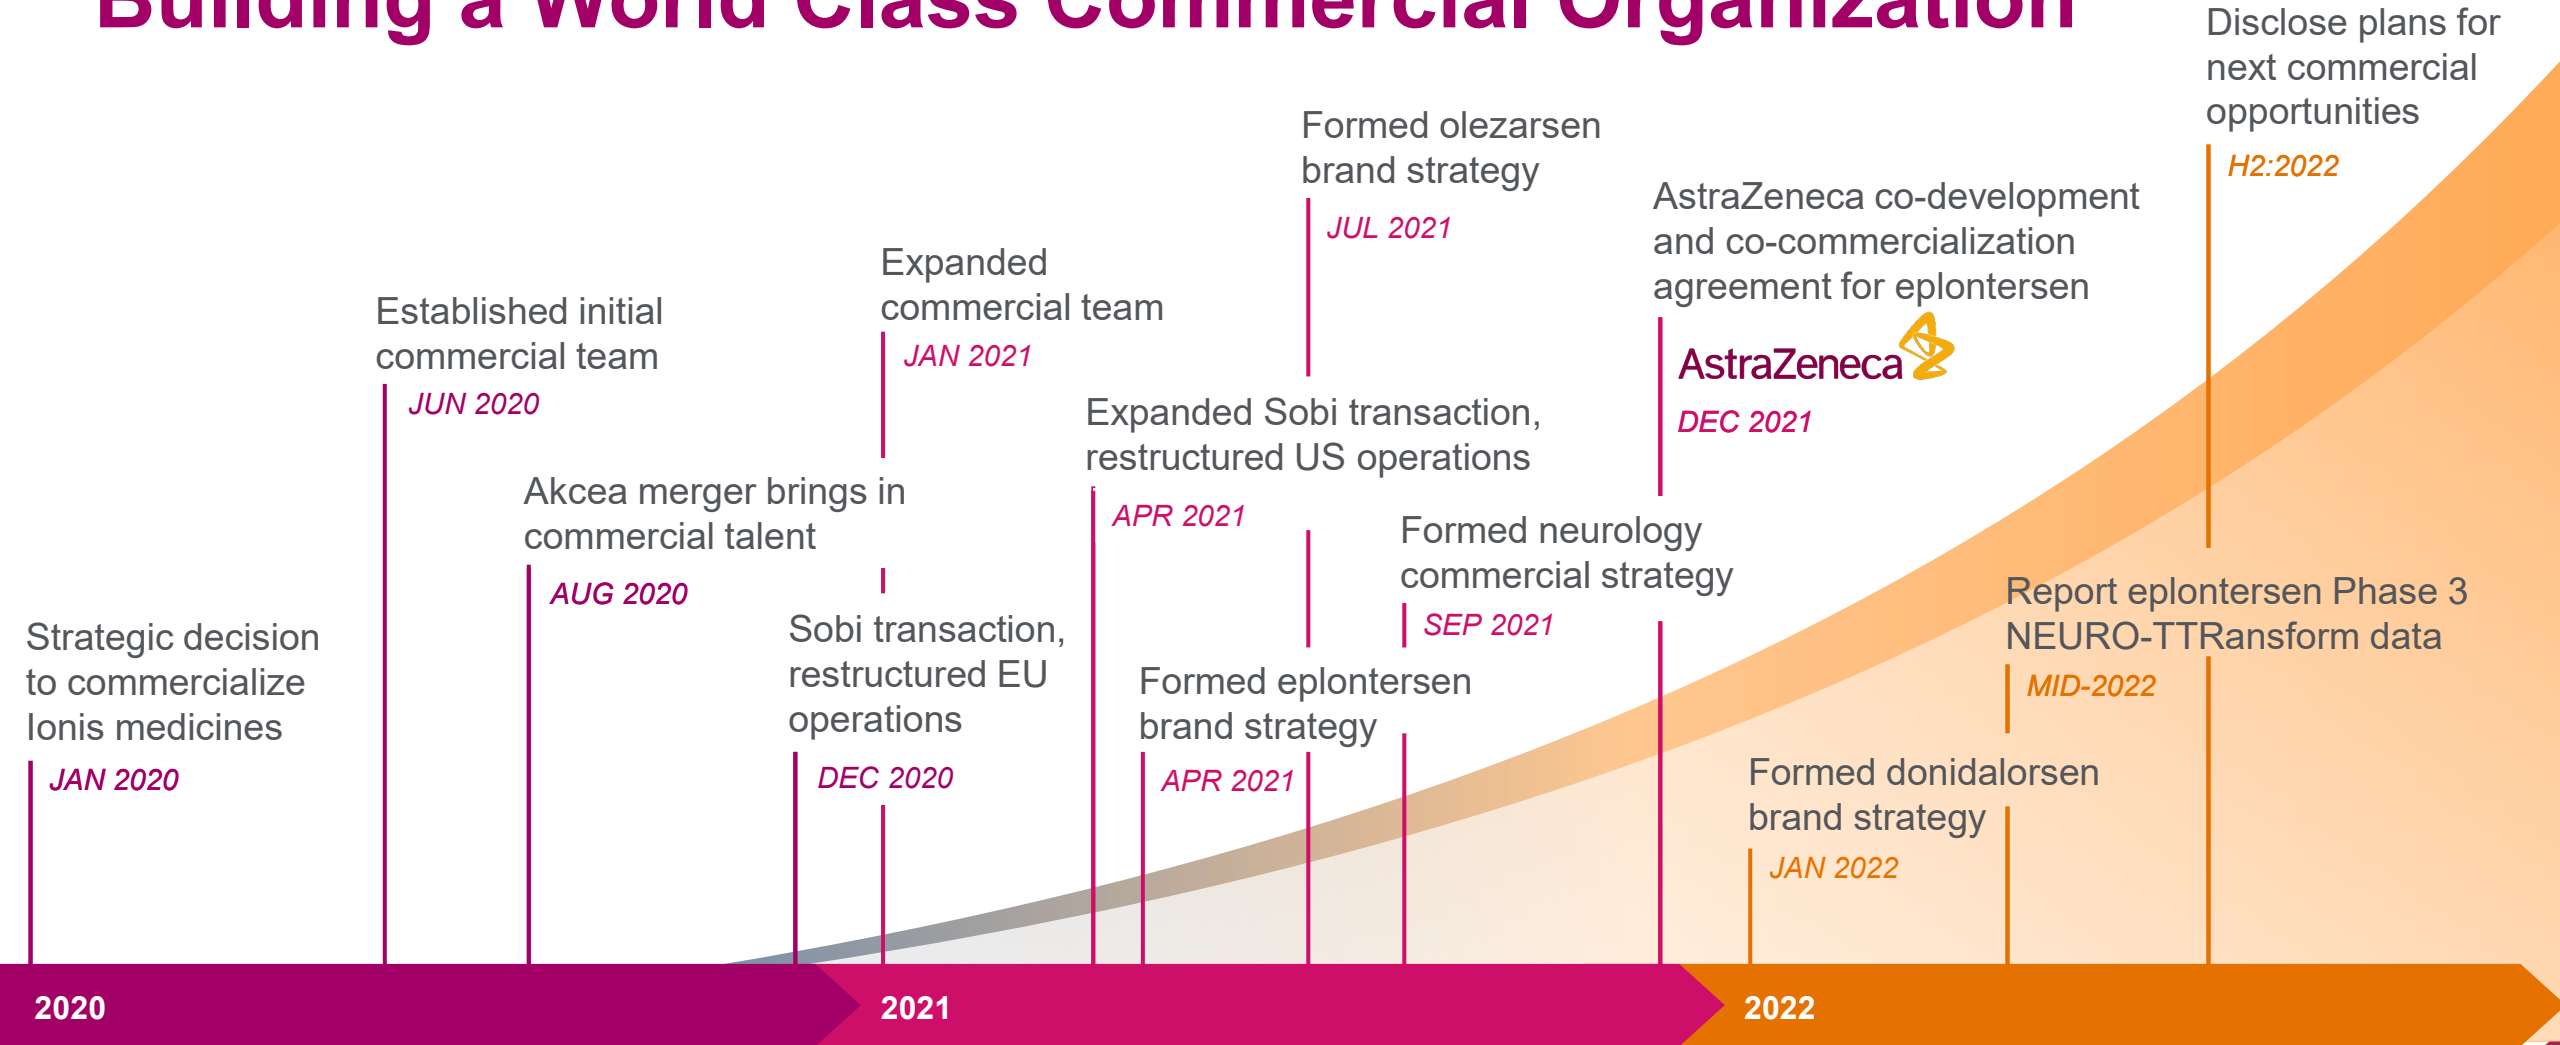 Building a World Class Commercial Organization
Disclose plans for
next commercial
opportunities
H2:2022
Formed olezarsen
brand strategy
JUL 2021
AstraZeneca co-development
and co-commercialization
agreement for eplontersen
AstraZeneca
DEC 2021
Expanded
commercial team
JAN 2021
Established initial
commercial team
JUN 2020
Expanded Sobi transaction,
restructured US operations
APR 2021
Akcea merger brings in
commercial talent
AUG 2020
Formed neurology
commercial strategy
SEP 2021
Report eplontersen Phase 3
NEURO-TTRansform data
MID-2022
Strategic decision
to commercialize
Ionis medicines
JAN 2020
Sobi transaction,
restructured EU
operations
DEC 2020
Formed eplontersen
brand strategy
APR 2021
Formed donidalorsen
brand strategy
JAN 2022
2020
2021
2022